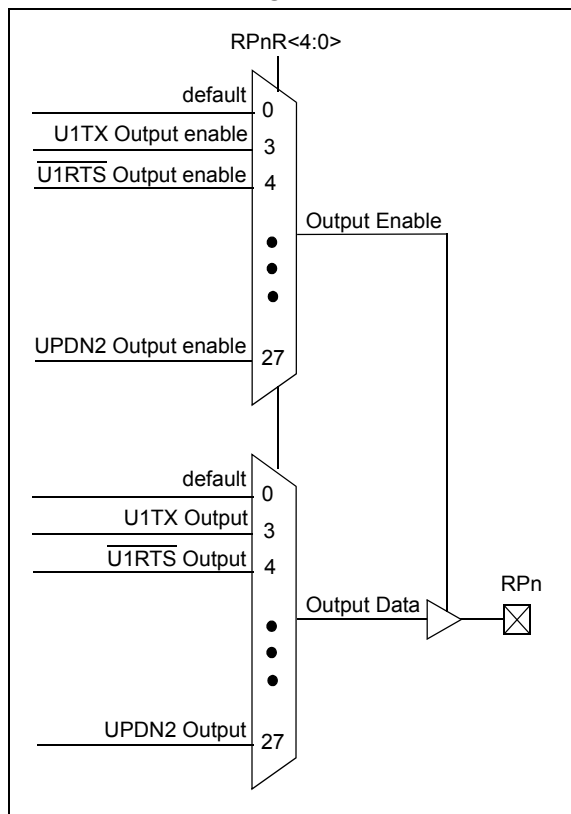 RPnR<4:0>
default
0
U1TX Output enable
3
U1RTS Output enable
4
Output Enable
UPDN2 Output enable
27
default
0
U1TX Output
3
U1RTS Output
4
RPn
Output Data
UPDN2 Output
27